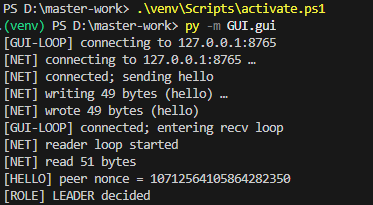 PS D:\master-work> .\venv\Scripts\activate.ps1
(venv) PS D:\master-work> py -m GUI.gui
[GUI-LOOP] connecting to 127.0.0.1:8765
[NET] connecting to 127.0.0.1:8765 …
[NET] connected; sending hello
[NET] writing 49 bytes (hello) …
[NET] wrote 49 bytes (hello)
[GUI-LOOP] connected; entering recv loop
[NET] reader loop started
[NET] read 51 bytes
[HELLO] peer nonce = 10712564105864282350
[ROLE] LEADER decided